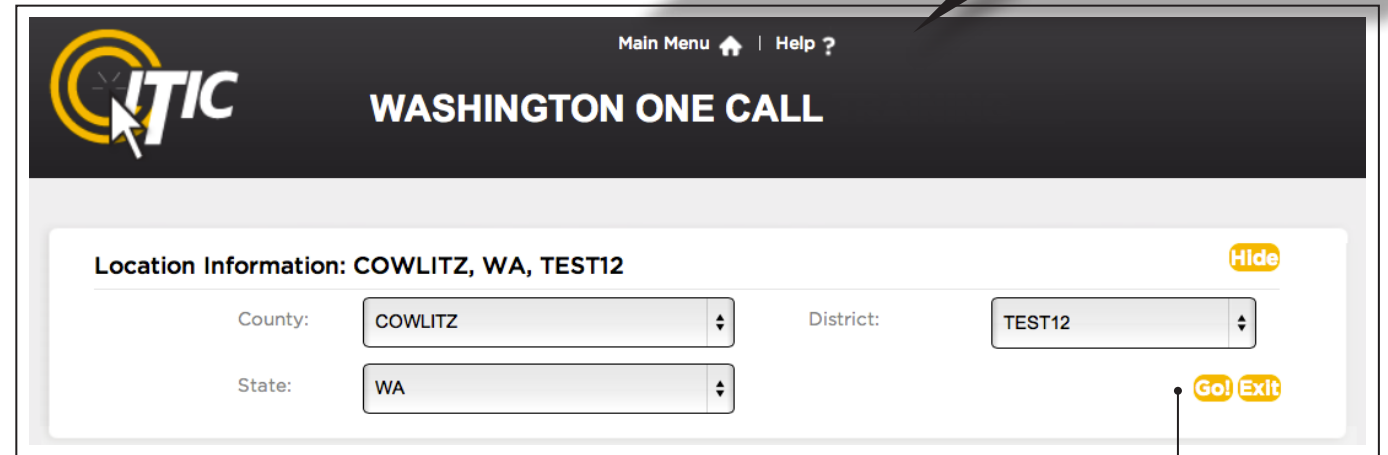 Main Menu | Help ?
ITIC
WASHINGTON ONE CALL
Location Information: COWLITZ, WA, TEST12
Hide
County: COWLITZ District: TEST12
State: WA Go! Exit